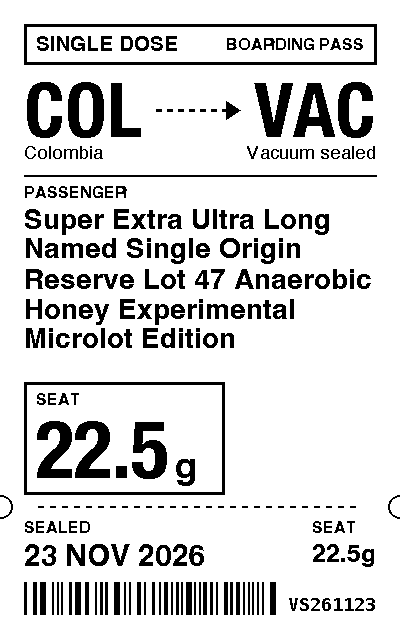 SINGLE DOSE BOARDING PASS
COL VAC
Colombia Vacuum sealed
PASSENGER
Super Extra Ultra Long
Named Single Origin
Reserve Lot 47 Anaerobic
Honey Experimental
Microlot Edition
SEAT
22.5 g
SEALED SEAT
23 NOV 2026 22.5g
VS261123